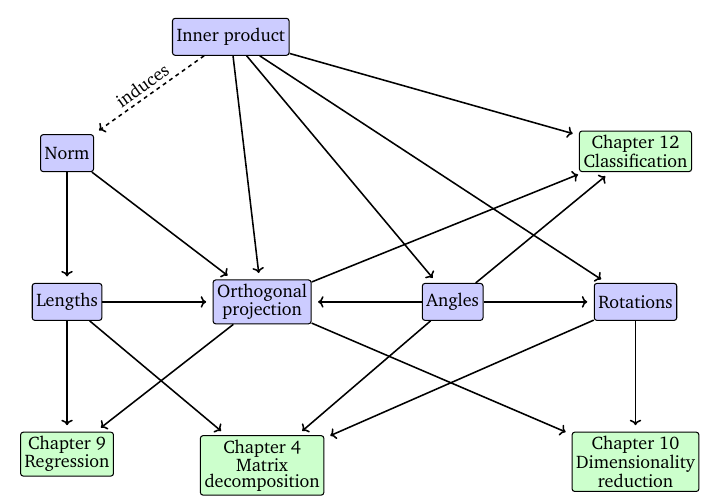 Inner product
induces
Chapter 12
Classification
Norm
Lengths
Orthogonal
projection
Angles
Rotations
Chapter 9
Regression
Chapter 4
Matrix
decomposition
Chapter 10
Dimensionality
reduction